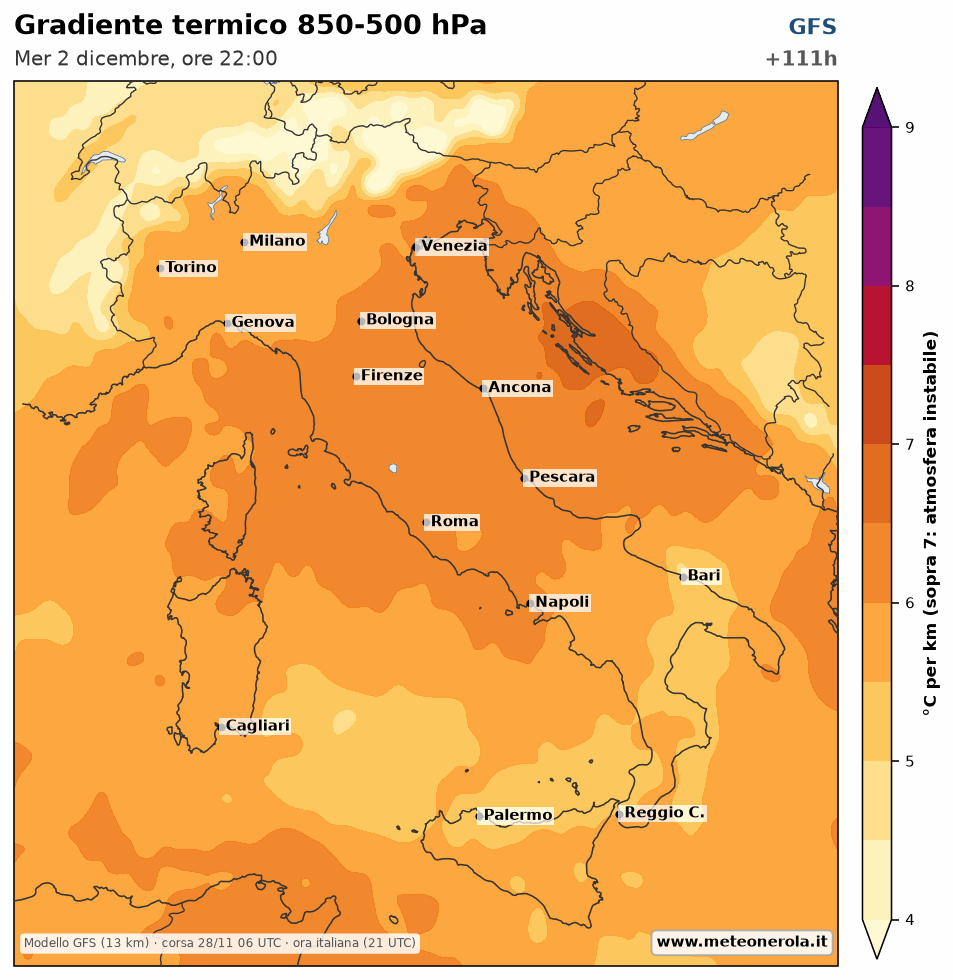 Gradiente termico 850-500 hPa
GFS
Mer 2 dicembre, ore 22:00
+111h
Milano
Venezia
Torino
Genova
Bologna
Firenze
Ancona
Pescara
Roma
Bari
Napoli
Cagliari
Palermo
Reggio C.
9
8
7
6
5
4
°C per km (sopra 7: atmosfera instabile)
Modello GFS (13 km) · corsa 28/11 06 UTC · ora italiana (21 UTC)
www.meteonerola.it